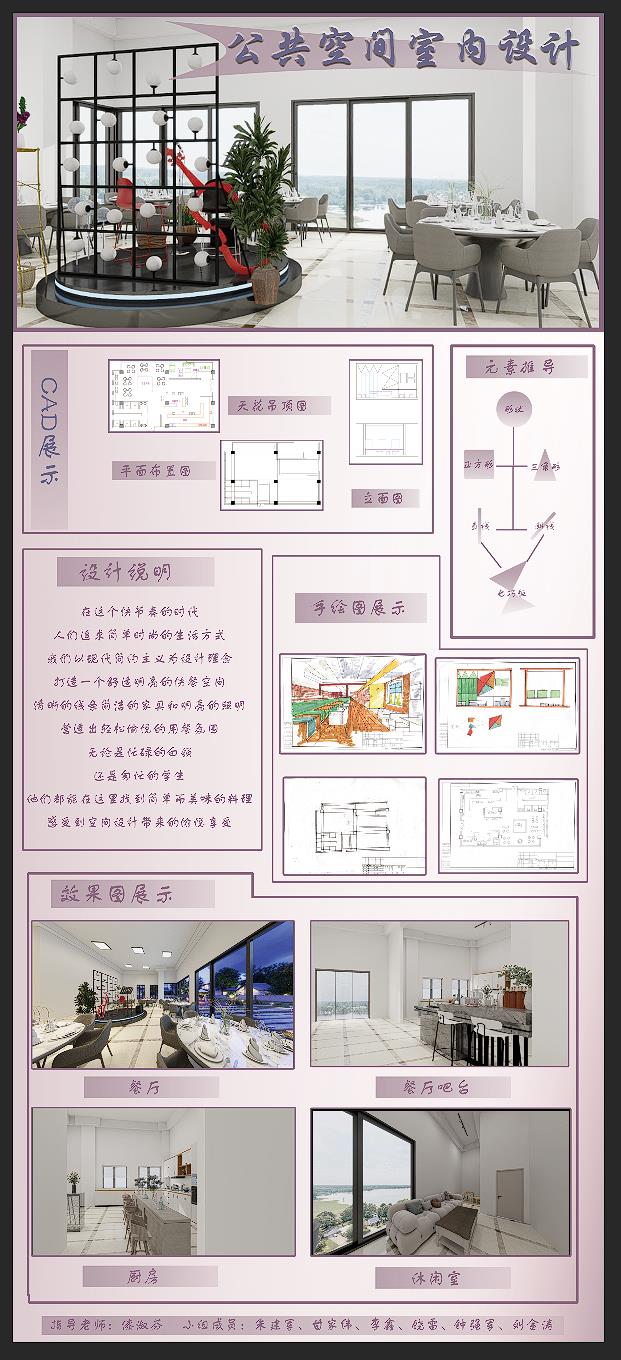 公共空间室内设计
CAD展示
天花吊顶图
平面布置图
立面图
元素推导
形状
正方形
三角形
直线
斜线
七巧板
设计说明
在这个快节奏的时代
人们追求简单时尚的生活方式
我们以现代简约主义为设计理念
打造一个舒适明亮的快餐空间
清晰的线条简洁的家具和明亮的照明
营造出轻松愉悦的用餐氛围
无论是忙碌的白领
还是匆忙的学生
他们都能在这里找到简单而美味的料理
感受到空间设计带来的愉悦享受
手绘图展示
效果图展示
餐厅
餐厅吧台
厨房
休闲室
指导老师： 小组成员：朱建军、甘家伟、李鑫、饶雷、钟强军、刘金涛